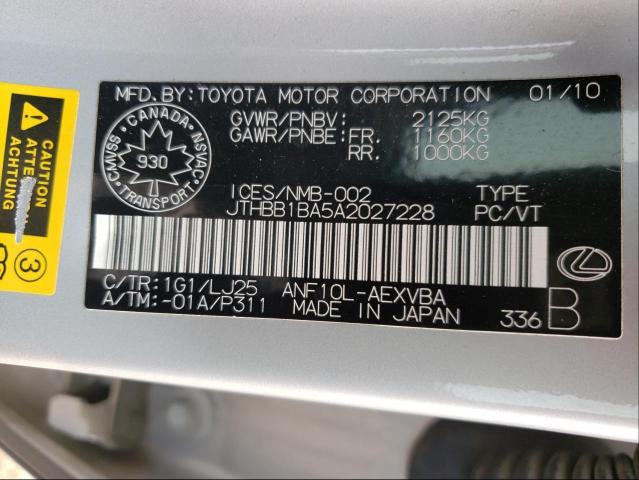 MFD. BY: TOYOTA MOTOR CORPORATION 01/10
GVWR/PNBV: 2125KG
GAWR/PNBE: FR. 1160KG
RR. 1000KG
CANADA
CMVSS
930
NSVAC
TRANSPORT
ICES/NMB-002 TYPE
JTHBB1BA5A2027228 PC/VT
C/TR: 1G1/LJ25 ANF10L-AEXVBA
A/TM: -01A/P311 MADE IN JAPAN 336 B
CAUTION
ACHTUNG
3